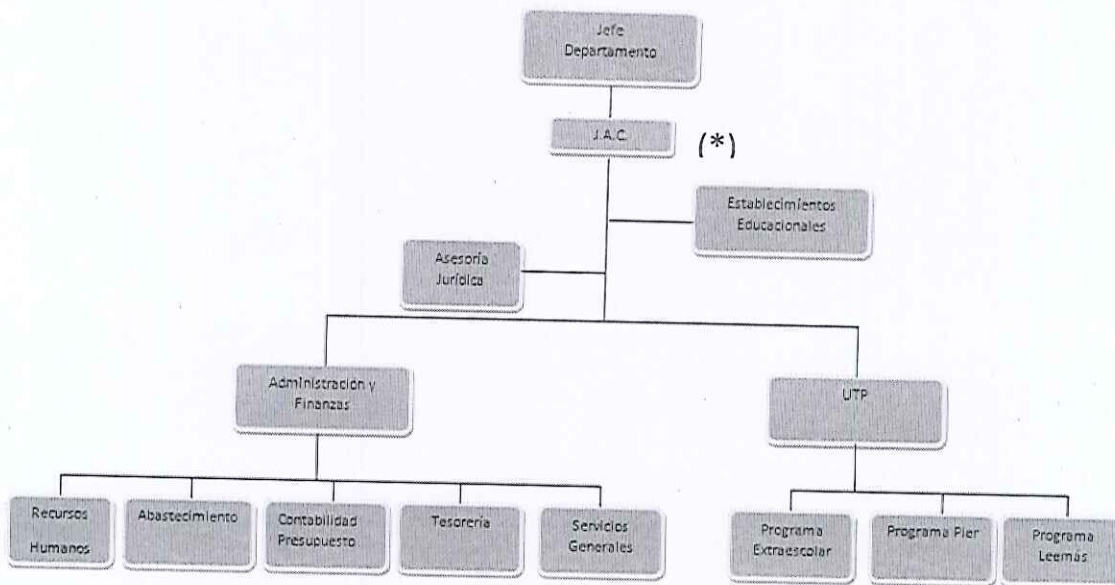 Jefe
Departamento
J.A.C.
(*)
Establecimientos
Educacionales
Asesoría
Jurídica
Administración y
Finanzas
UTP
Recursos
Humanos
Abastecimiento
Contabilidad
Presupuesto
Tesorería
Servicios
Generales
Programa
Extraescolar
Programa Pier
Programa
Leemás